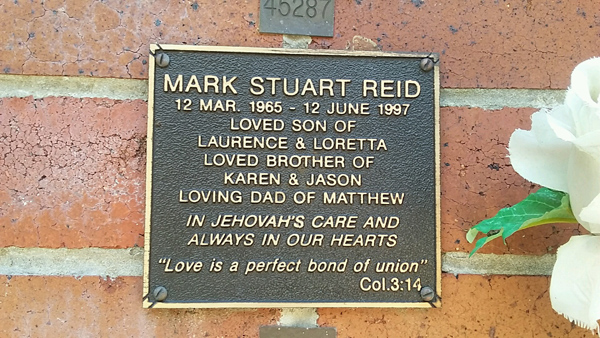 45287
MARK STUART REID
12 MAR. 1965 - 12 JUNE 1997
LOVED SON OF
LAURENCE & LORETTA
LOVED BROTHER OF
KAREN & JASON
LOVING DAD OF MATTHEW
IN JEHOVAH'S CARE AND
ALWAYS IN OUR HEARTS
"Love is a perfect bond of union"
Col.3:14